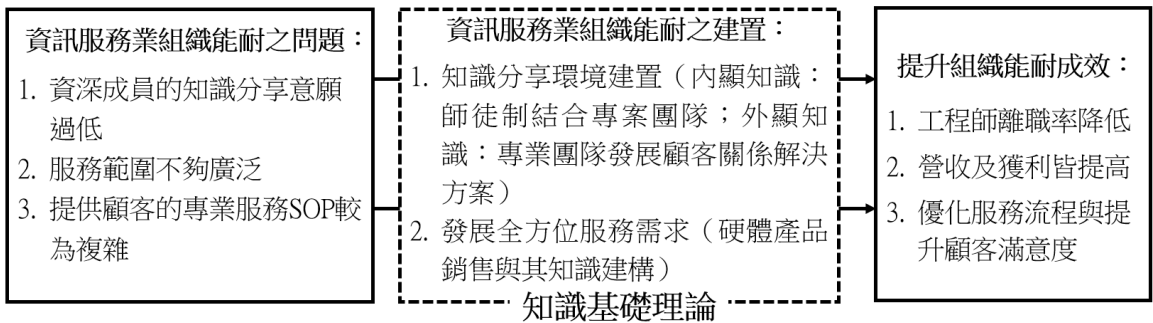 資訊服務業組織能耐之問題：
1. 資深成員的知識分享意願
過低
2. 服務範圍不夠廣泛
3. 提供顧客的專業服務SOP較
為複雜
資訊服務業組織能耐之建置：
1. 知識分享環境建置（內顯知識：
師徒制結合專案團隊；外顯知
識：專業團隊發展顧客關係解決
方案）
2. 發展全方位服務需求（硬體產品
銷售與其知識建構）
知識基礎理論
提升組織能耐成效：
1. 工程師離職率降低
2. 營收及獲利皆提高
3. 優化服務流程與提
升顧客滿意度